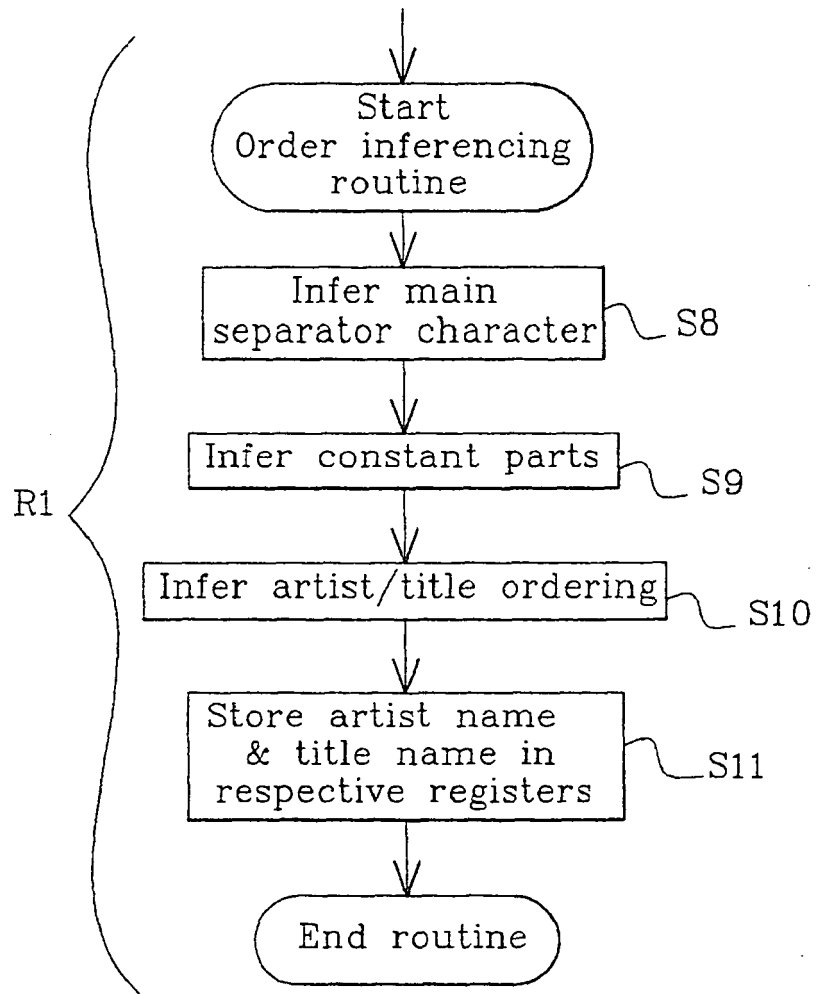 Start
Order inferencing
routine
Infer main
separator character
S8
Infer constant parts
S9
R1
Infer artist/title ordering
S10
Store artist name
& title name in
respective registers
S11
End routine